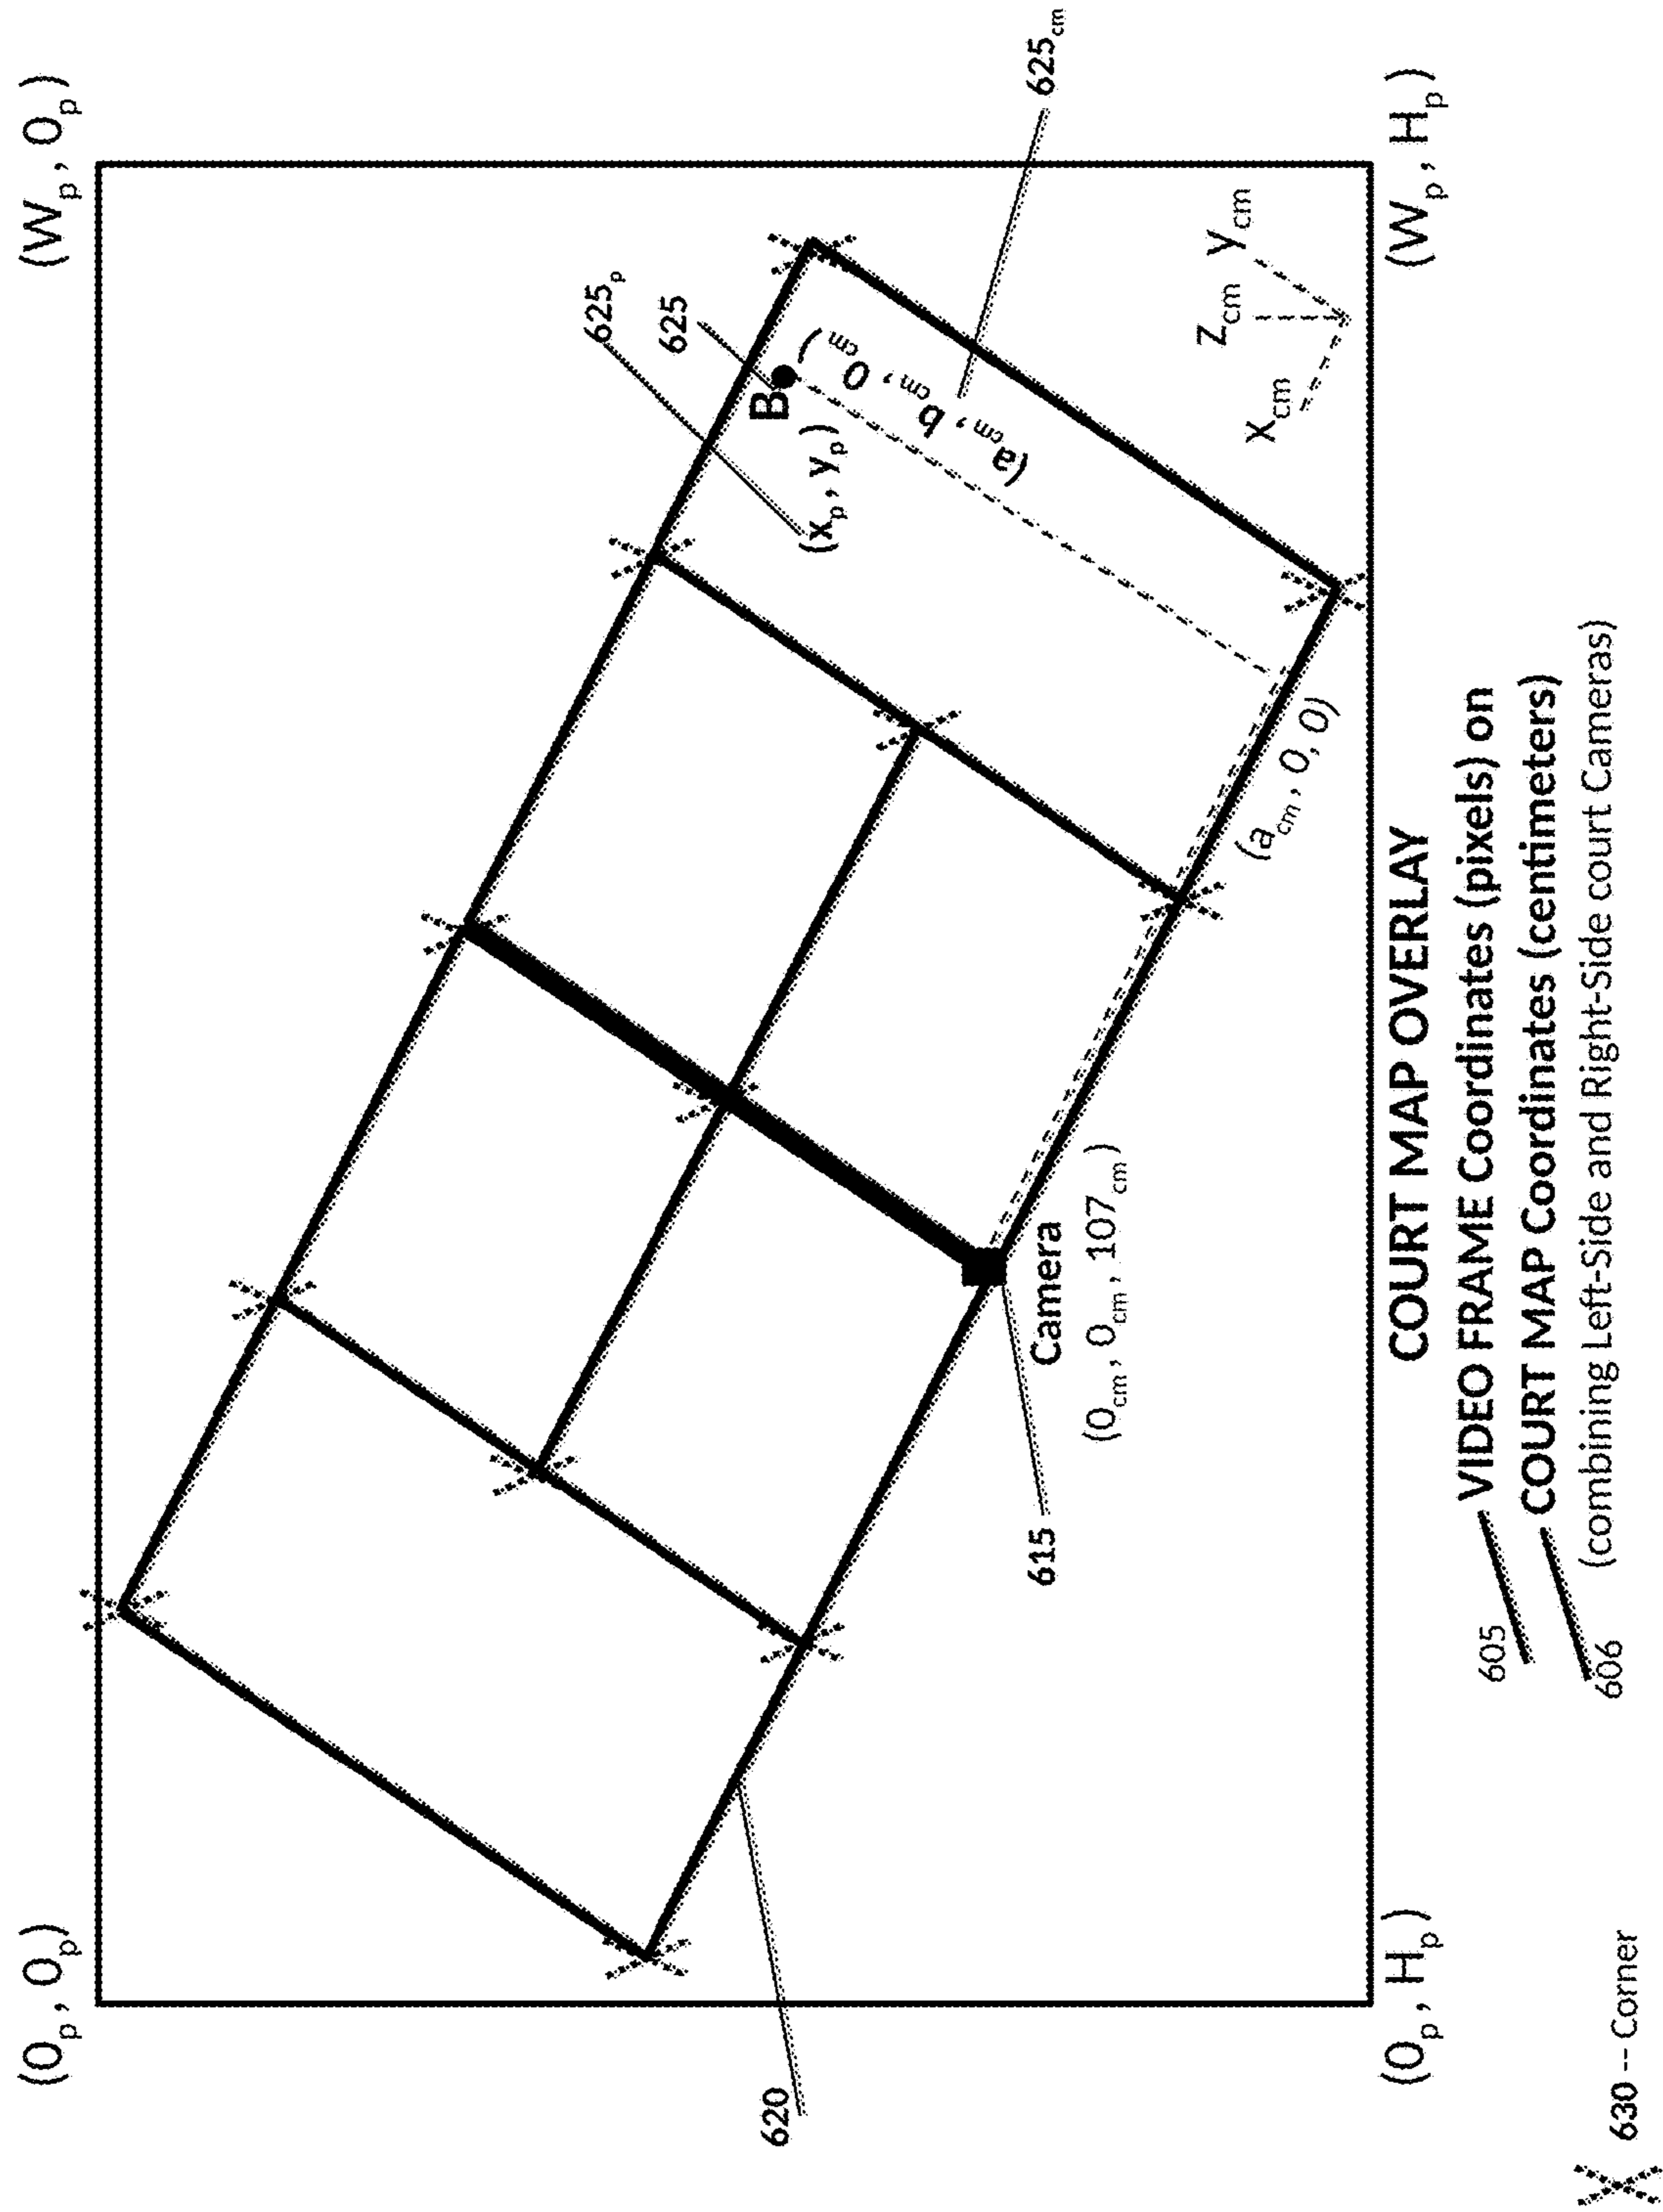 (0p, 0p)
(Wp, 0p)
625p
625
B
(xp, yp)
(acm, bcm, 0cm)
625cm
Xcm
Zcm
Ycm
(acm, 0, 0)
620
615
Camera
(0cm, 0cm, 107cm)
(0p, Hp)
(Wp, Hp)
COURT MAP OVERLAY
605 VIDEO FRAME Coordinates (pixels) on
606 COURT MAP Coordinates (centimeters)
(combining Left-Side and Right-Side court Cameras)
630 -- Corner